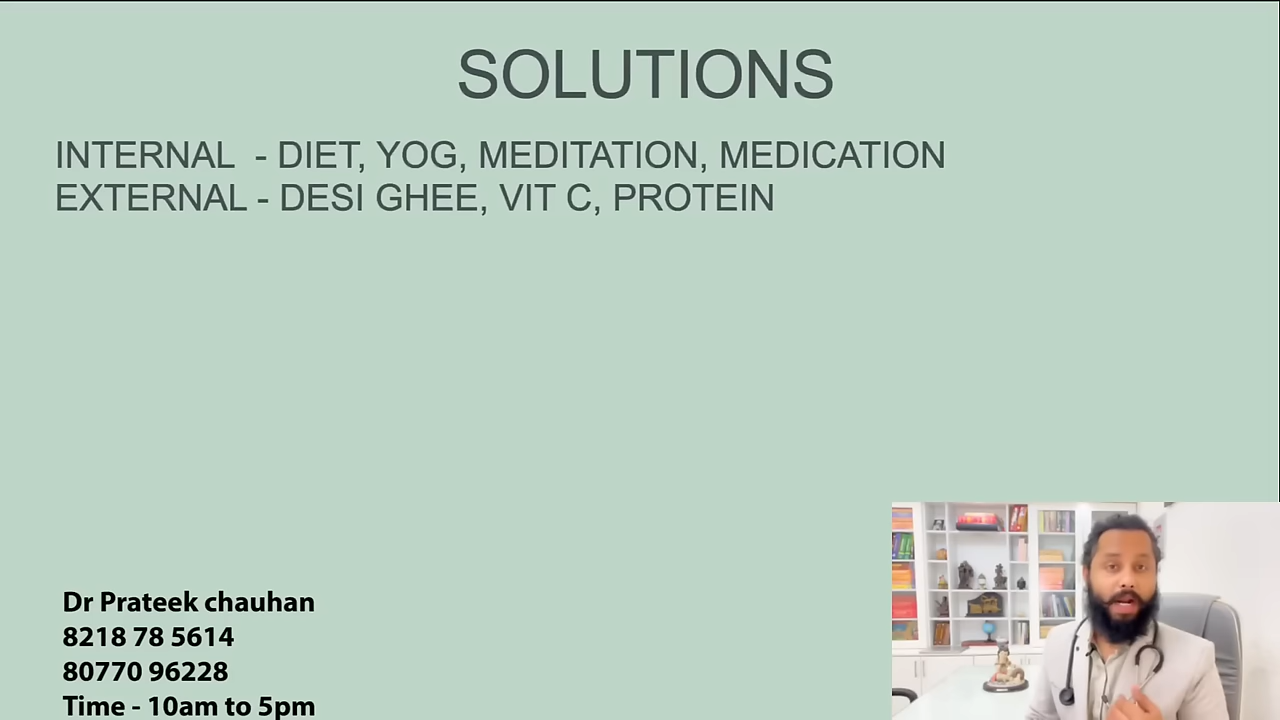 SOLUTIONS
INTERNAL - DIET, YOG, MEDITATION, MEDICATION
EXTERNAL - DESI GHEE, VIT C, PROTEIN
Dr Prateek chauhan
8218 78 5614
80770 96228
Time - 10am to 5pm